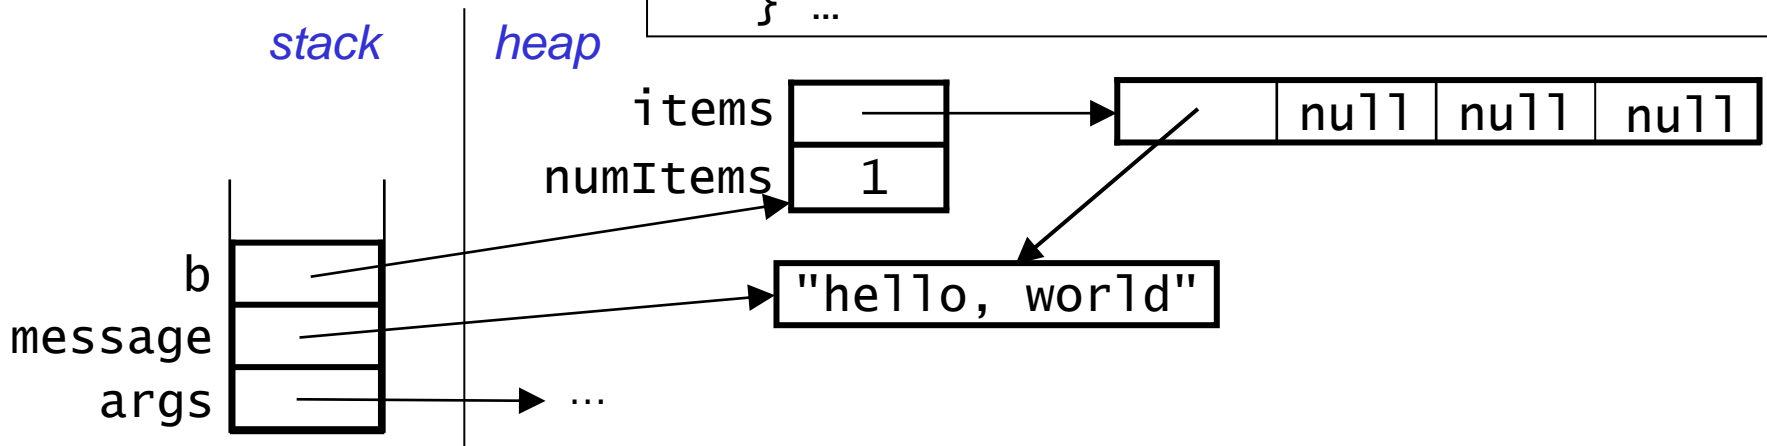 } …
stack heap
items null null null
numItems 1
b
"hello, world"
message
args …